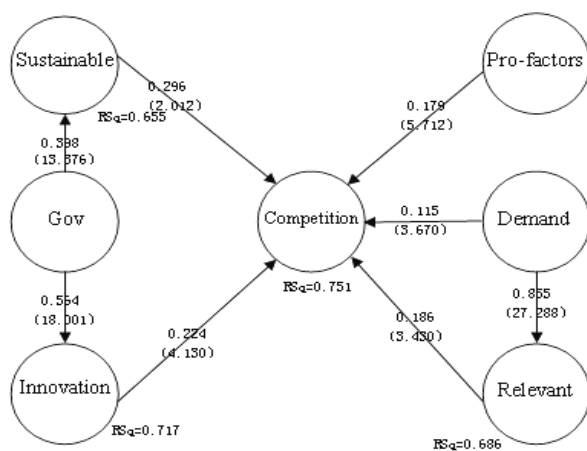 Sustainable
Pro-factors
0.296
(2.012)
RSq=0.655
0.179
(5.712)
0.398
(13.376)
Gov
Competition
0.115
(3.670)
Demand
RSq=0.751
0.564
(18.001)
0.224
(4.130)
0.186
(3.430)
0.855
(27.288)
Innovation
Relevant
RSq=0.717
RSq=0.686